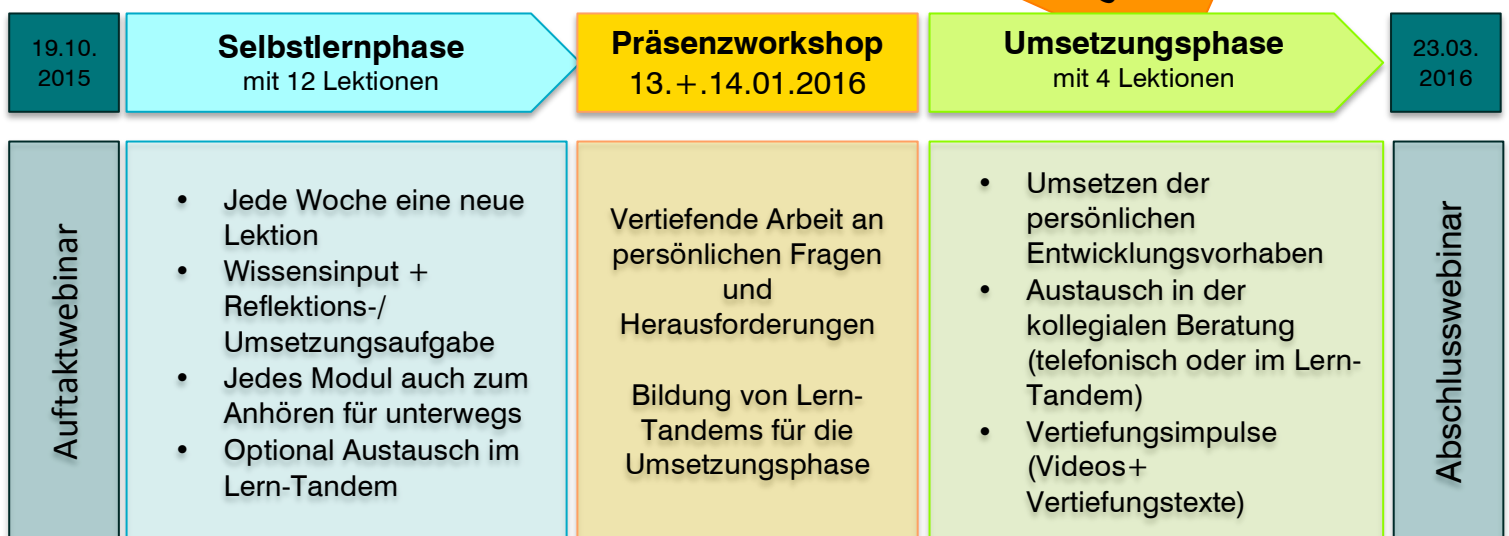 19.10.
2015
Selbstlernphase
mit 12 Lektionen
Präsenzworkshop
13.+.14.01.2016
Umsetzungsphase
mit 4 Lektionen
23.03.
2016
Auftaktwebinar
• Jede Woche eine neue
Lektion
• Wissensinput +
Reflektions-/
Umsetzungsaufgabe
• Jedes Modul auch zum
Anhören für unterwegs
• Optional Austausch im
Lern-Tandem
Vertiefende Arbeit an
persönlichen Fragen
und
Herausforderungen
Bildung von Lern-
Tandems für die
Umsetzungsphase
• Umsetzen der
persönlichen
Entwicklungsvorhaben
• Austausch in der
kollegialen Beratung
(telefonisch oder im Lern-
Tandem)
• Vertiefungsimpulse
(Videos+
Vertiefungstexte)
Abschlusswebinar